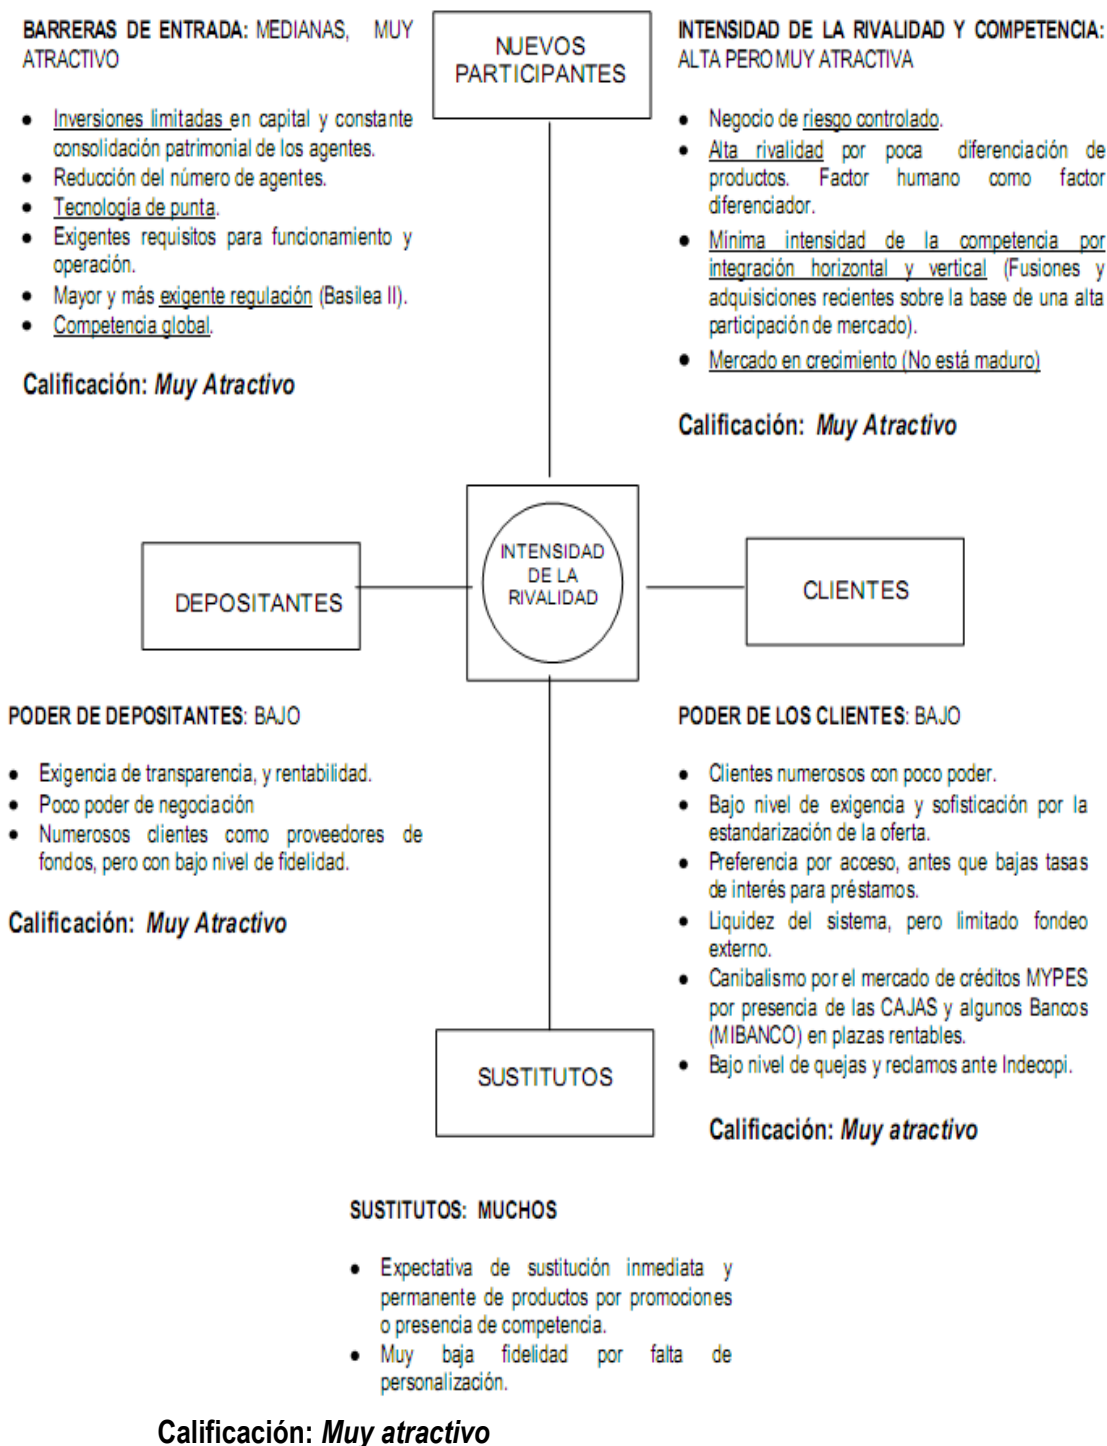 BARRERAS DE ENTRADA: MEDIANAS, MUY
ATRACTIVO
• Inversiones limitadas en capital y constante
consolidación patrimonial de los agentes.
• Reducción del número de agentes.
• Tecnología de punta.
• Exigentes requisitos para funcionamiento y
operación.
• Mayor y más exigente regulación (Basilea II).
• Competencia global.
Calificación: Muy Atractivo
NUEVOS
PARTICIPANTES
INTENSIDAD DE LA RIVALIDAD Y COMPETENCIA:
ALTA PERO MUY ATRACTIVA
• Negocio de riesgo controlado.
• Alta rivalidad por poca diferenciación de
productos. Factor humano como factor
diferenciador.
• Mínima intensidad de la competencia por
integración horizontal y vertical (Fusiones y
adquisiciones recientes sobre la base de una alta
participación de mercado).
• Mercado en crecimiento (No está maduro)
Calificación: Muy Atractivo
DEPOSITANTES
INTENSIDAD
DE LA
RIVALIDAD
CLIENTES
PODER DE DEPOSITANTES: BAJO
• Exigencia de transparencia, y rentabilidad.
• Poco poder de negociación
• Numerosos clientes como proveedores de
fondos, pero con bajo nivel de fidelidad.
Calificación: Muy Atractivo
PODER DE LOS CLIENTES: BAJO
• Clientes numerosos con poco poder.
• Bajo nivel de exigencia y sofisticación por la
estandarización de la oferta.
• Preferencia por acceso, antes que bajas tasas
de interés para préstamos.
• Liquidez del sistema, pero limitado fondeo
externo.
• Canibalismo por el mercado de créditos MYPES
por presencia de las CAJAS y algunos Bancos
(MIBANCO) en plazas rentables.
• Bajo nivel de quejas y reclamos ante Indecopi.
Calificación: Muy atractivo
SUSTITUTOS
SUSTITUTOS: MUCHOS
• Expectativa de sustitución inmediata y
permanente de productos por promociones
o presencia de competencia.
• Muy baja fidelidad por falta de
personalización.
Calificación: Muy atractivo